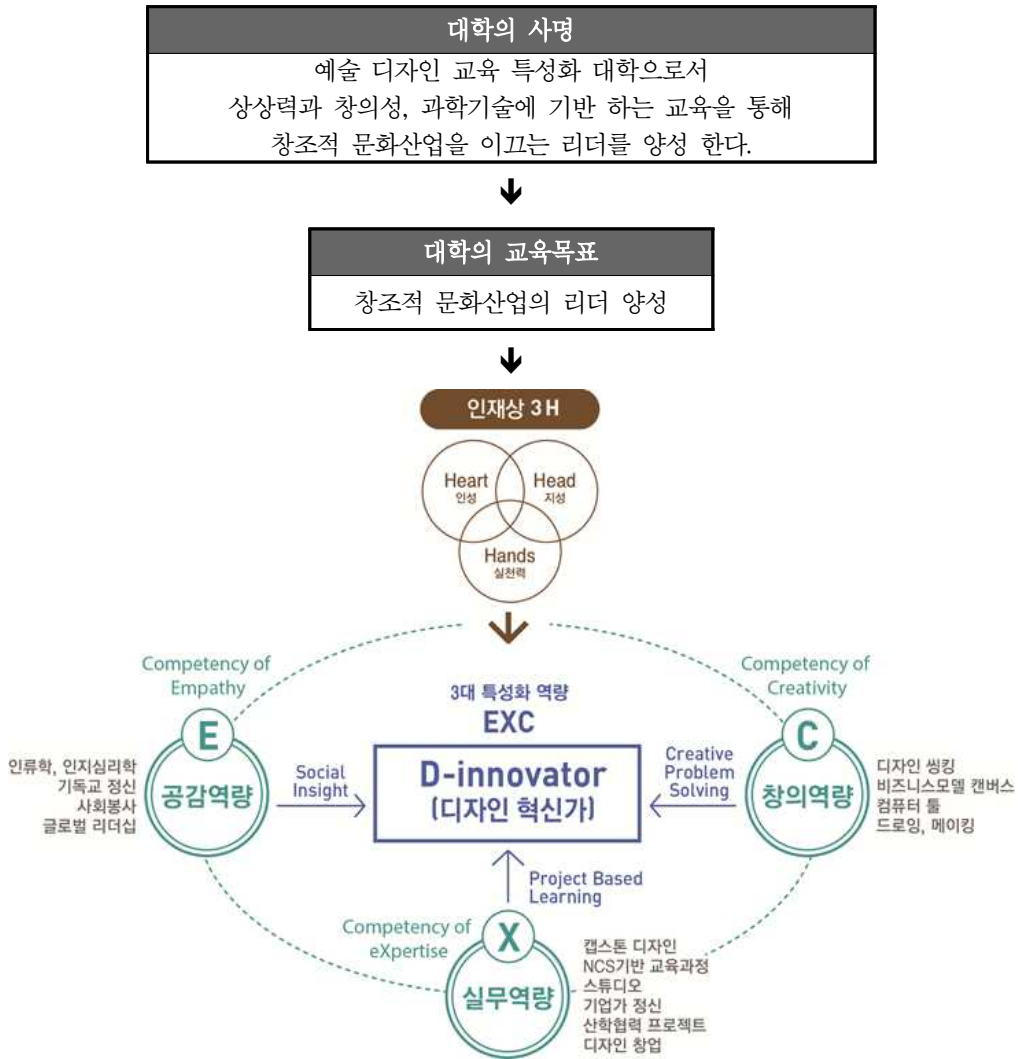 대학의 사명
예술 디자인 교육 특성화 대학으로서
상상력과 창의성, 과학기술에 기반 하는 교육을 통해
창조적 문화산업을 이끄는 리더를 양성 한다.
대학의 교육목표
창조적 문화산업의 리더 양성
인재상 3H
Heart
인성
Head
지성
Hands
실천력
Competency of
Empathy
E
공감역량
인류학, 인지심리학
기독교 정신
사회봉사
글로벌 리더십
Social
Insight
3대 특성화 역량
EXC
D-innovator
(디자인 혁신가)
Creative
Problem
Solving
Competency of
Creativity
C
창의역량
디자인 씽킹
비즈니스모델 캔버스
컴퓨터 툴
드로잉, 메이킹
Project Based
Learning
Competency of
eXpertise
X
실무역량
캡스톤 디자인
NCS기반 교육과정
스튜디오
기업가 정신
산학협력 프로젝트
디자인 창업